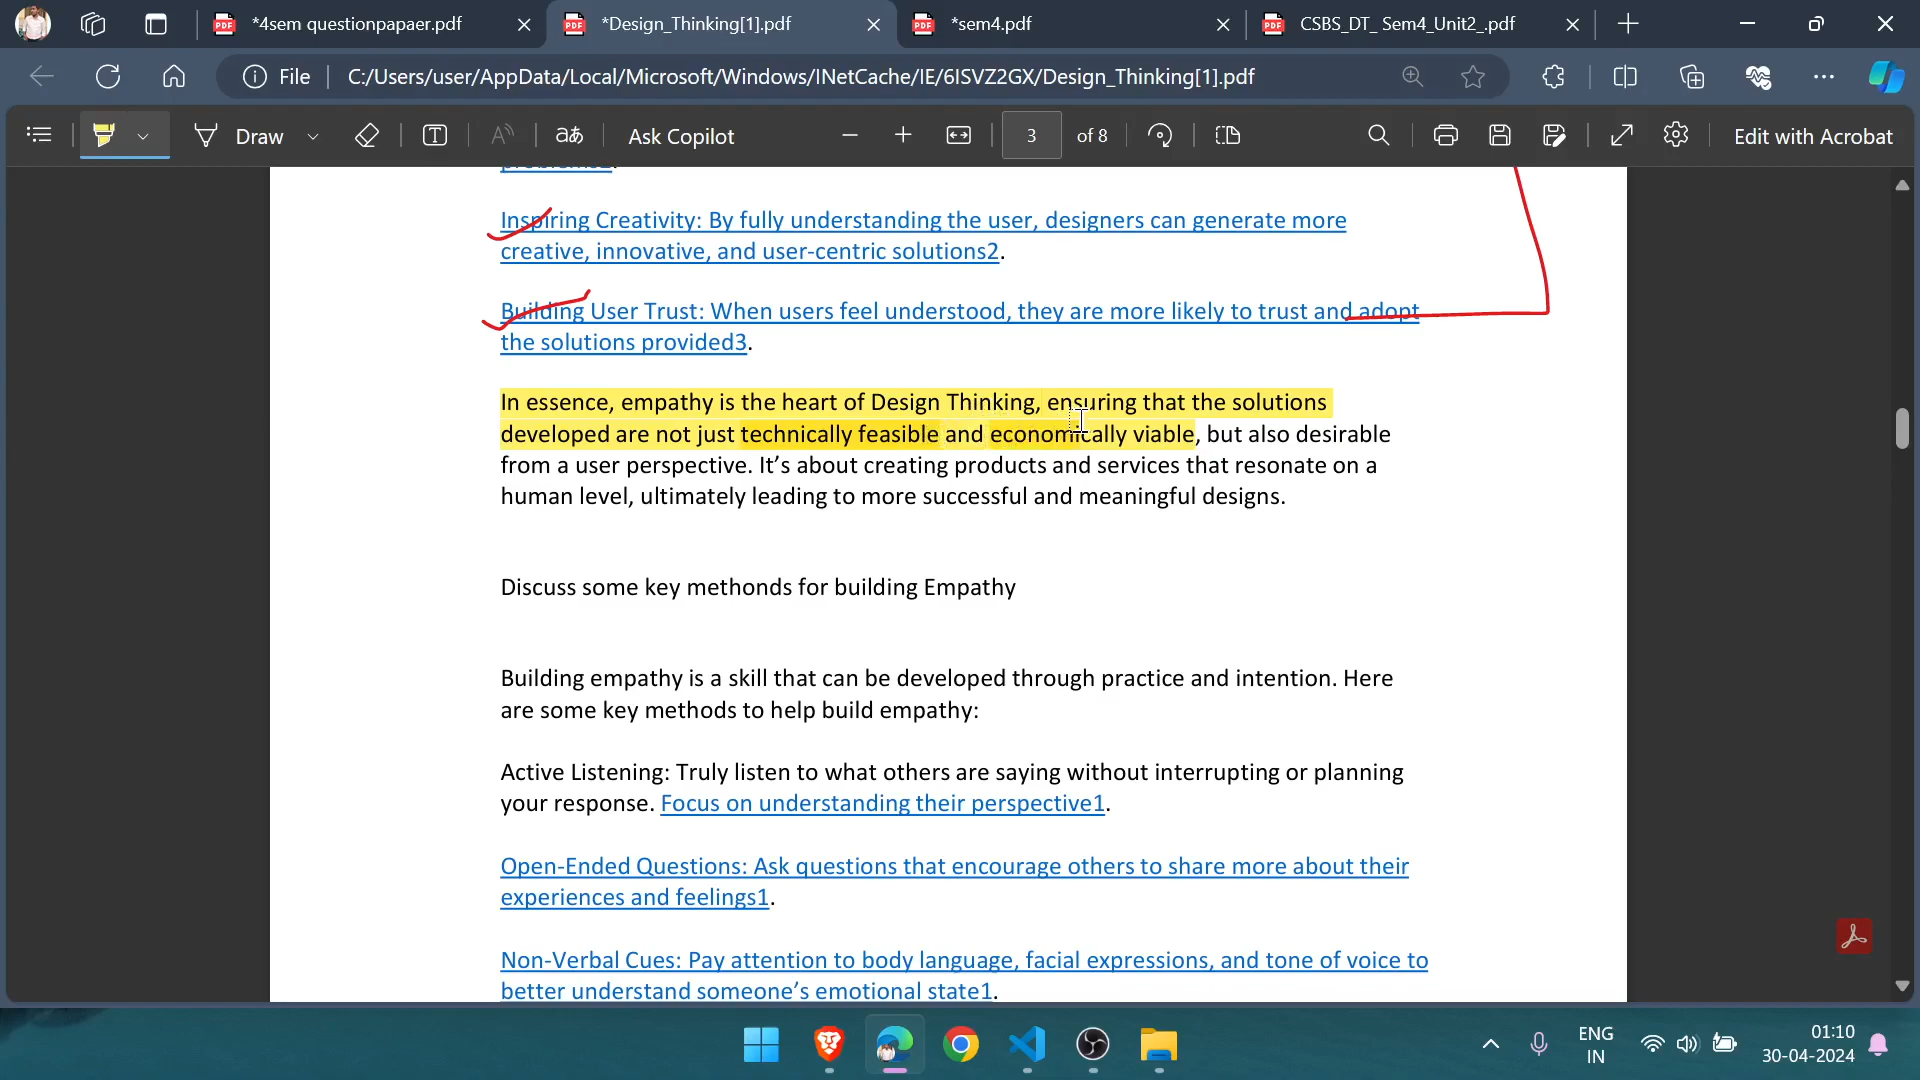 *4sem questionpapaer.pdf
*Design_Thinking[1].pdf
*sem4.pdf
CSBS_DT_ Sem4_Unit2_.pdf
File
C:/Users/user/AppData/Local/Microsoft/Windows/INetCache/IE/6ISVZ2GX/Design_Thinking[1].pdf
Draw
Ask Copilot
3
of 8
Edit with Acrobat
Inspiring Creativity: By fully understanding the user, designers can generate more
creative, innovative, and user-centric solutions2.
Building User Trust: When users feel understood, they are more likely to trust and adopt
the solutions provided3.
In essence, empathy is the heart of Design Thinking, ensuring that the solutions
developed are not just technically feasible and economically viable, but also desirable
from a user perspective. It’s about creating products and services that resonate on a
human level, ultimately leading to more successful and meaningful designs.
Discuss some key methonds for building Empathy
Building empathy is a skill that can be developed through practice and intention. Here
are some key methods to help build empathy:
Active Listening: Truly listen to what others are saying without interrupting or planning
your response. Focus on understanding their perspective1.
Open-Ended Questions: Ask questions that encourage others to share more about their
experiences and feelings1.
Non-Verbal Cues: Pay attention to body language, facial expressions, and tone of voice to
better understand someone’s emotional state1.
ENG
IN
01:10
30-04-2024